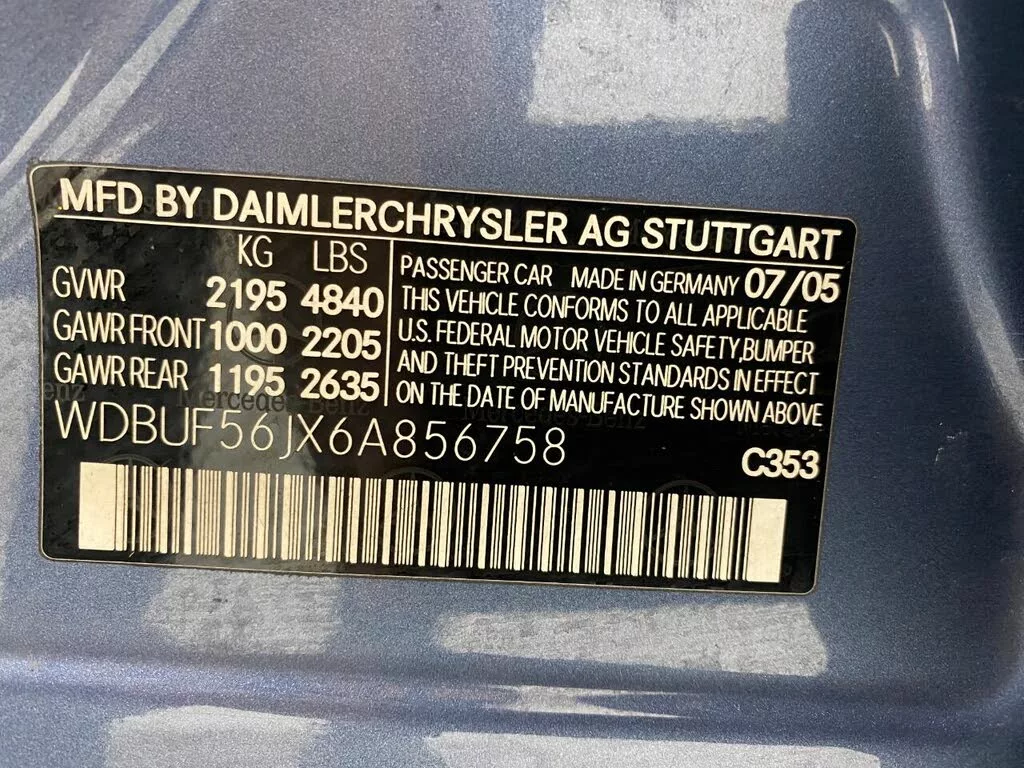 MFD BY DAIMLERCHRYSLER AG STUTTGART
KG LBS
GVWR 2195 4840
GAWR FRONT 1000 2205
GAWR REAR 1195 2635
PASSENGER CAR MADE IN GERMANY 07/05
THIS VEHICLE CONFORMS TO ALL APPLICABLE
U.S. FEDERAL MOTOR VEHICLE SAFETY, BUMPER
AND THEFT PREVENTION STANDARDS IN EFFECT
ON THE DATE OF MANUFACTURE SHOWN ABOVE
Mercedes-Benz
WDBUF56JX6A856758
C353